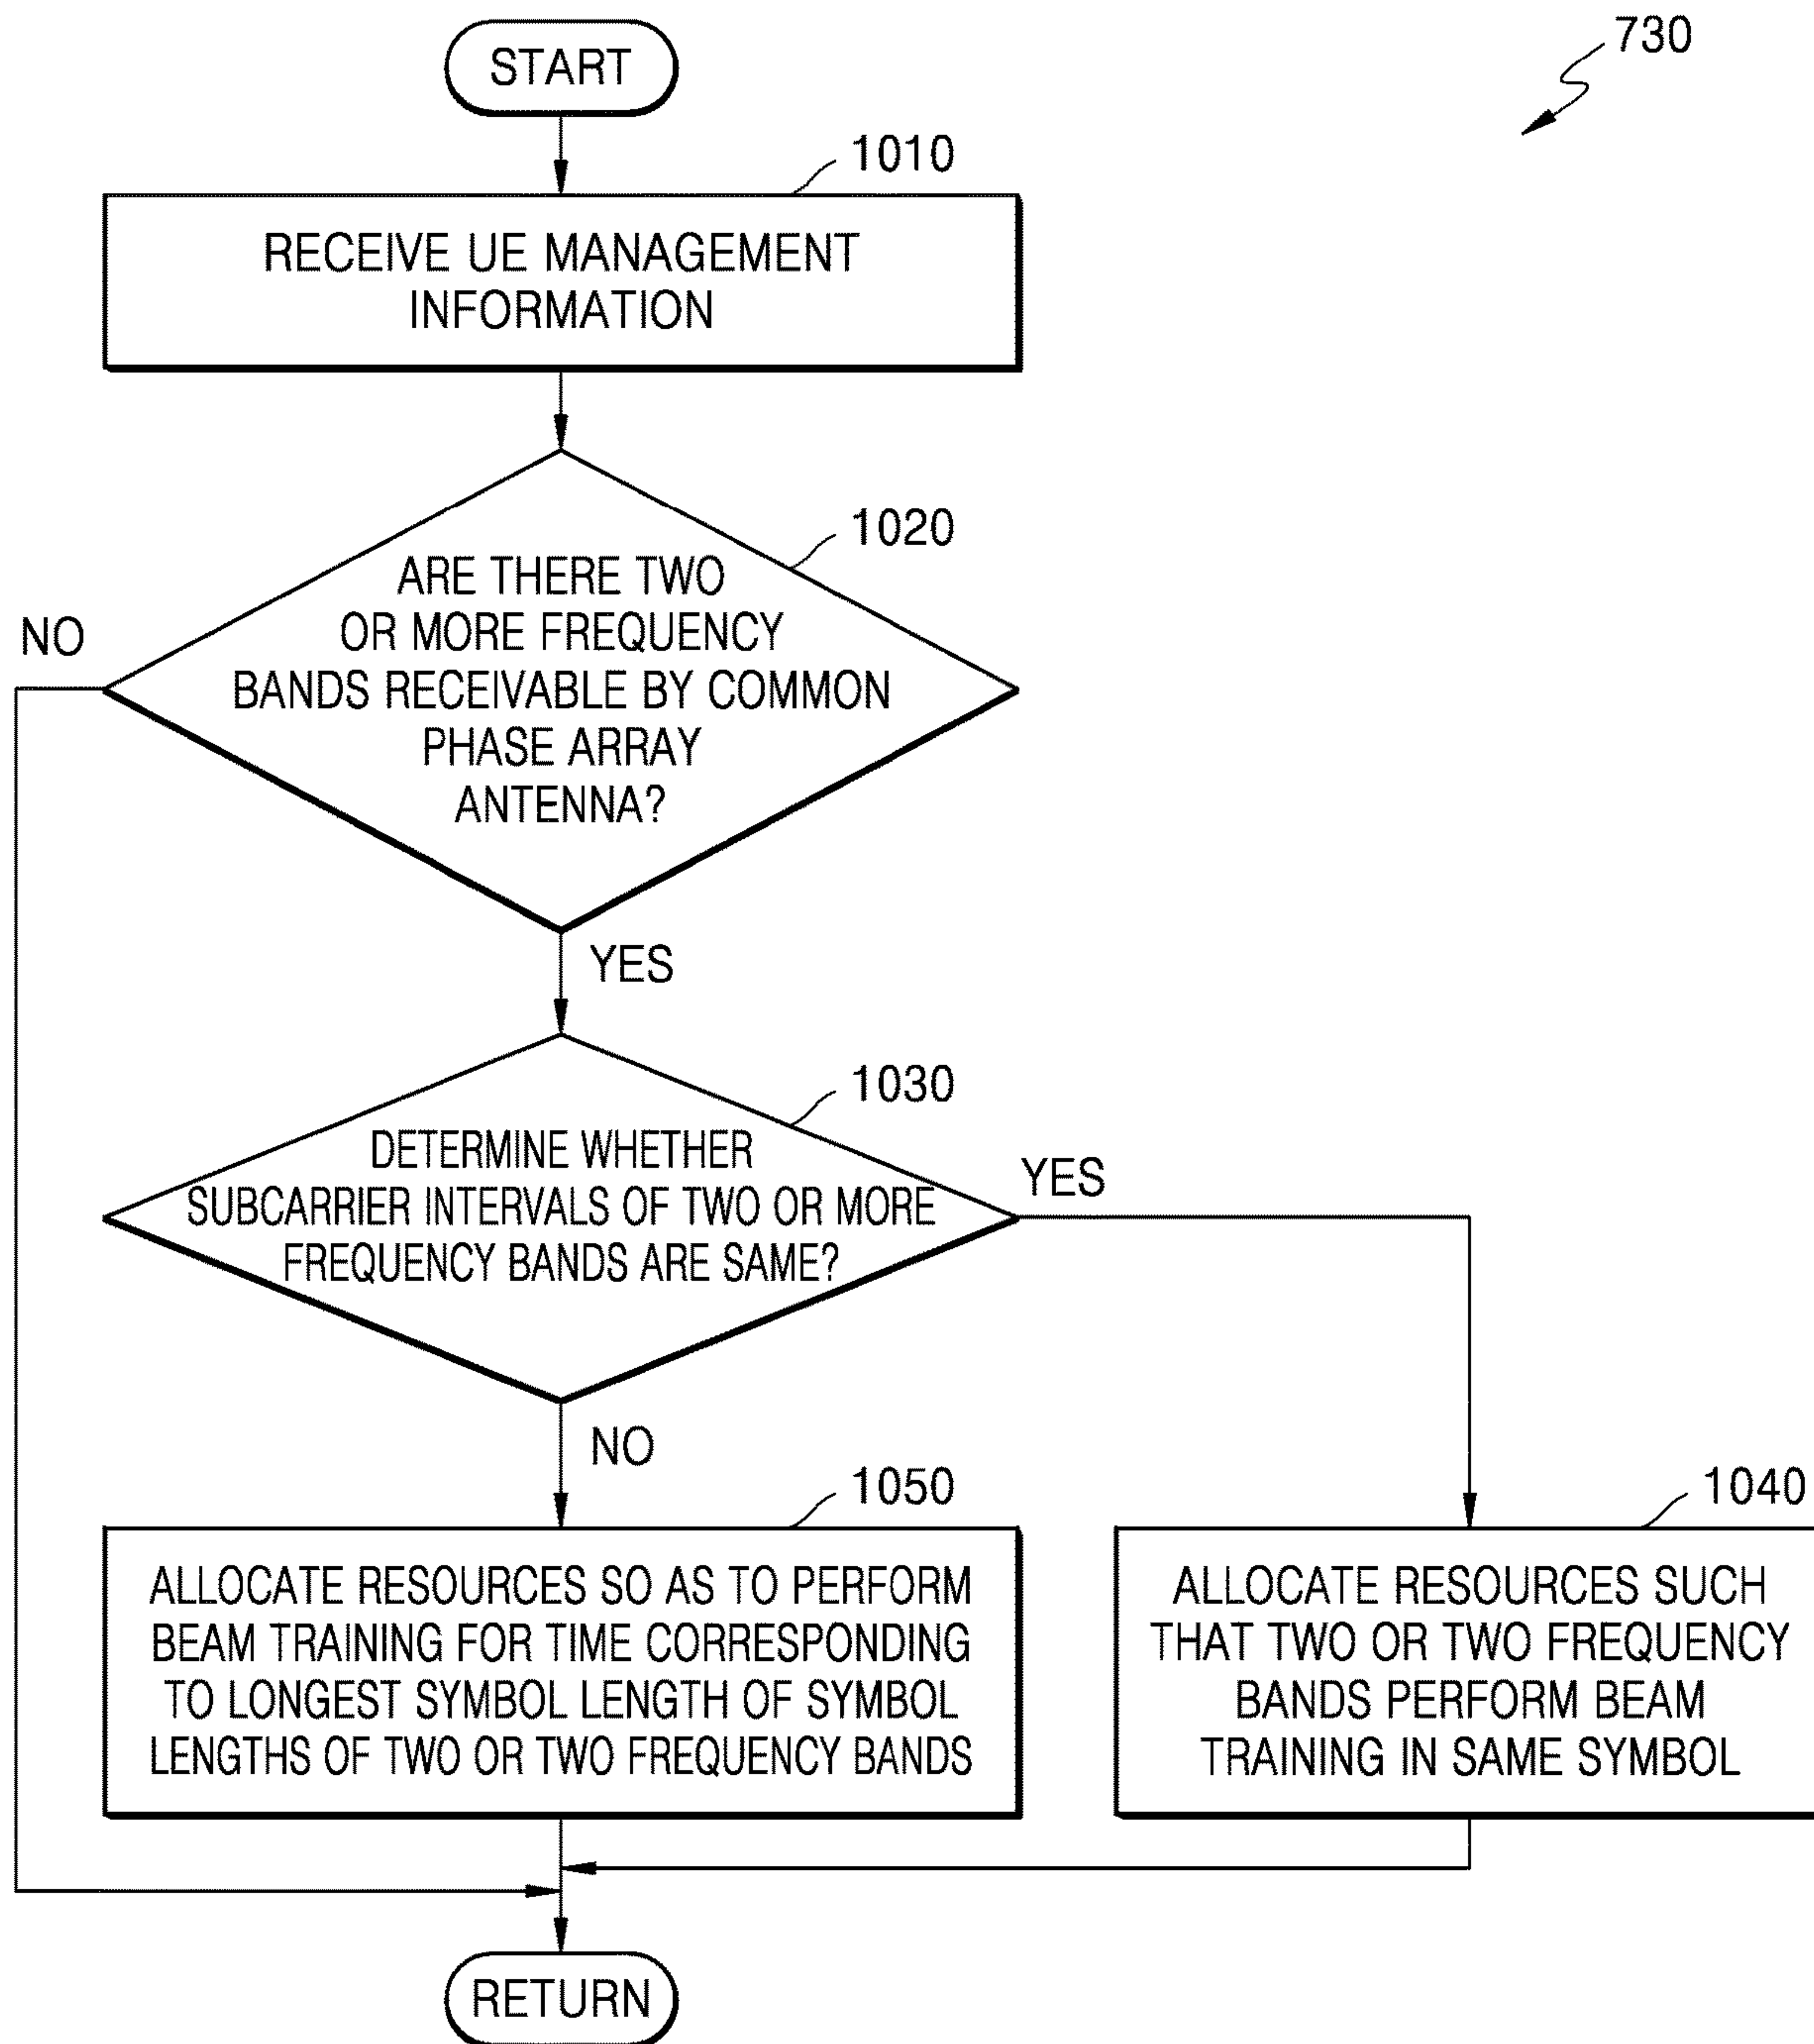 START
730
1010
RECEIVE UE MANAGEMENT
INFORMATION
1020
ARE THERE TWO
OR MORE FREQUENCY
BANDS RECEIVABLE BY COMMON
PHASE ARRAY
ANTENNA?
NO
YES
1030
DETERMINE WHETHER
SUBCARRIER INTERVALS OF TWO OR MORE
FREQUENCY BANDS ARE SAME?
YES
NO
1050
ALLOCATE RESOURCES SO AS TO PERFORM
BEAM TRAINING FOR TIME CORRESPONDING
TO LONGEST SYMBOL LENGTH OF SYMBOL
LENGTHS OF TWO OR TWO FREQUENCY BANDS
1040
ALLOCATE RESOURCES SUCH
THAT TWO OR TWO FREQUENCY
BANDS PERFORM BEAM
TRAINING IN SAME SYMBOL
RETURN